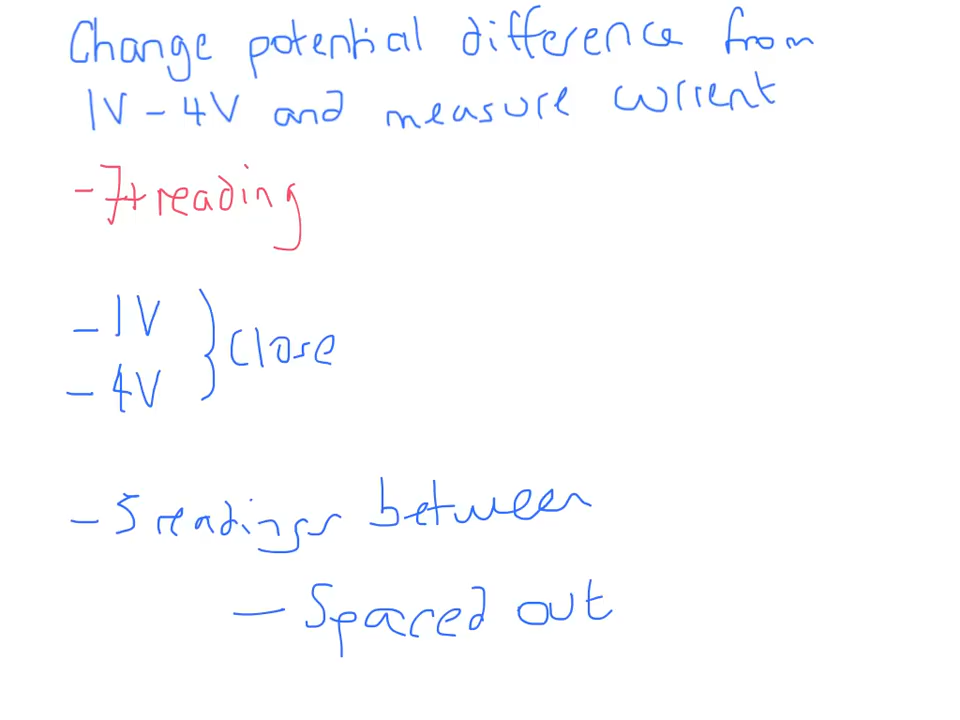 Change potential difference from
1V - 4V and measure current
- 7+ reading
- 1V
- 4V
} Close
- 5 readings between
- Spaced out